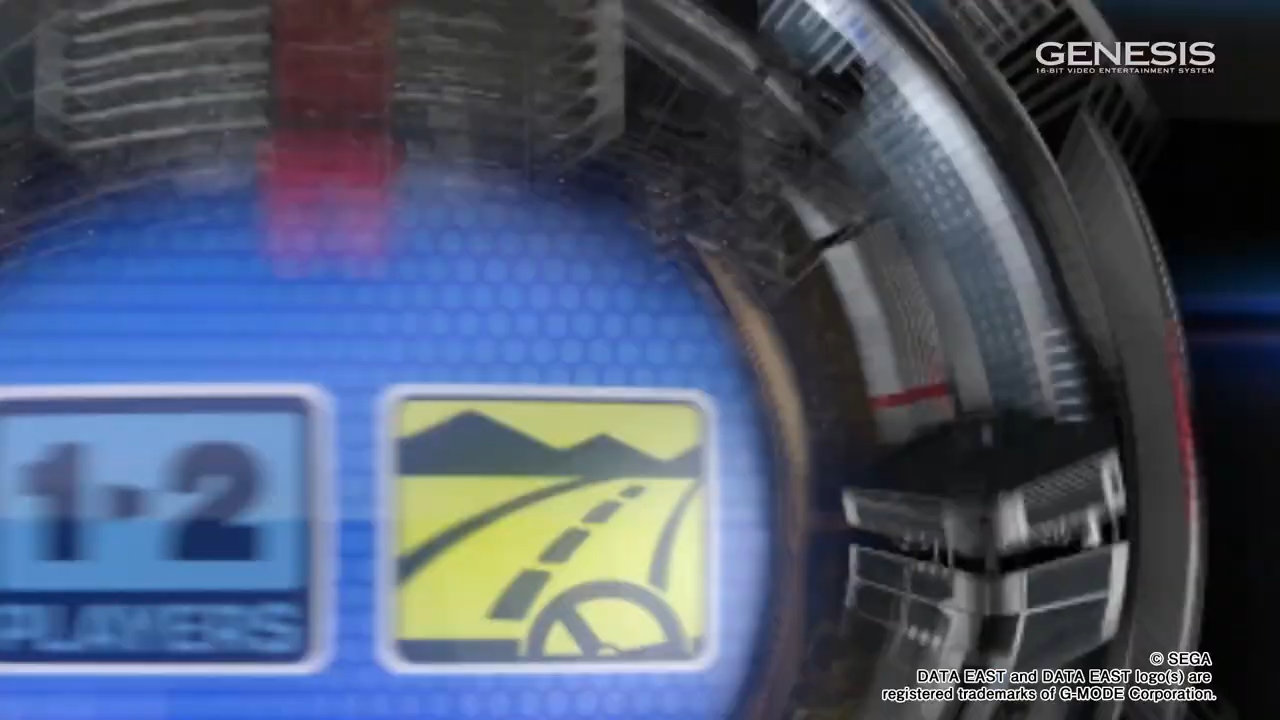 GENESIS
16-BIT VIDEO ENTERTAINMENT SYSTEM
1-2
PLAYERS
© SEGA
DATA EAST and DATA EAST logo(s) are
registered trademarks of G-MODE Corporation.